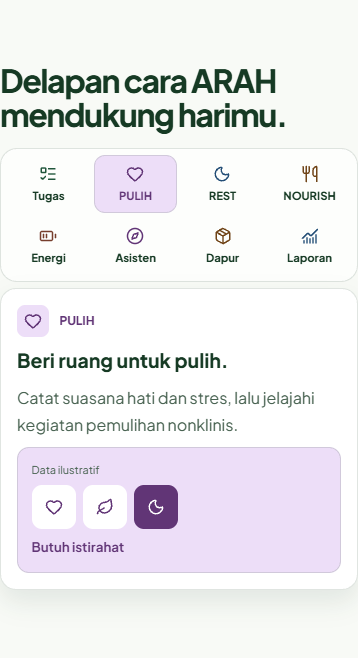 Delapan cara ARAH
mendukung harimu.
Tugas
PULIH
REST
NOURISH
Energi
Asisten
Dapur
Laporan
PULIH
Beri ruang untuk pulih.
Catat suasana hati dan stres, lalu jelajahi
kegiatan pemulihan nonklinis.
Data ilustratif
Butuh istirahat